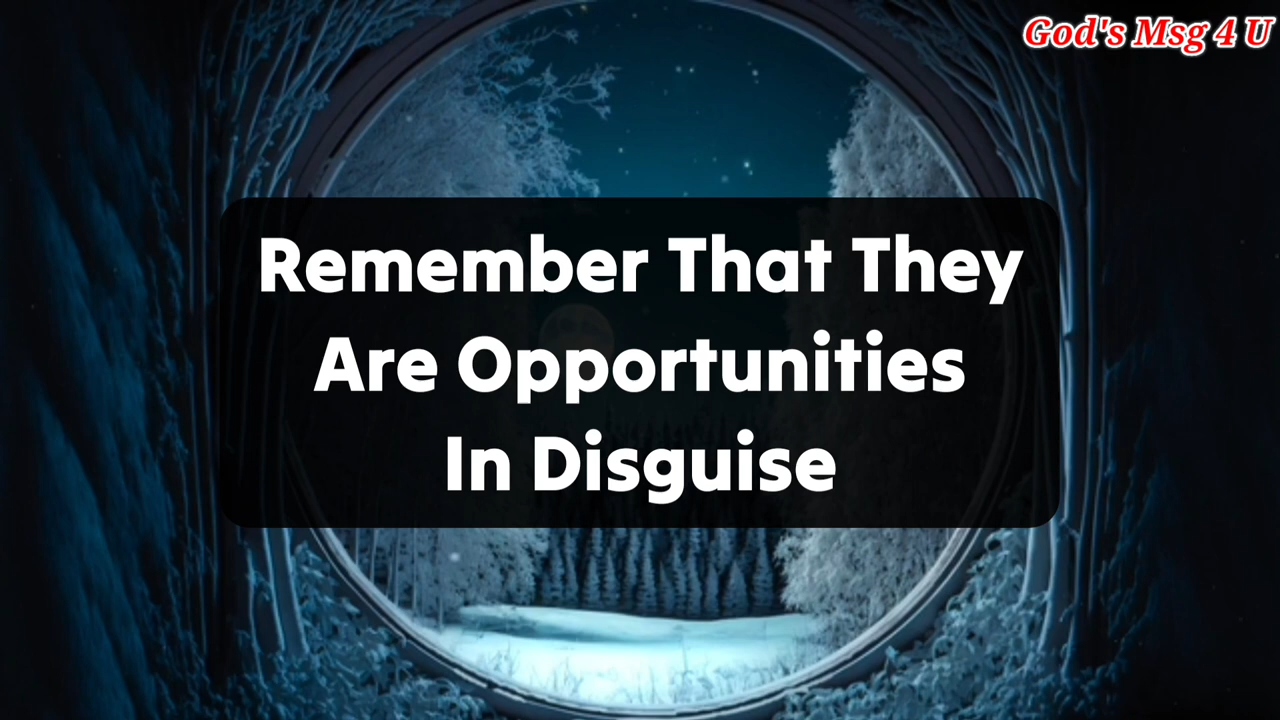 God's Msg 4 U
Remember That They
Are Opportunities
In Disguise